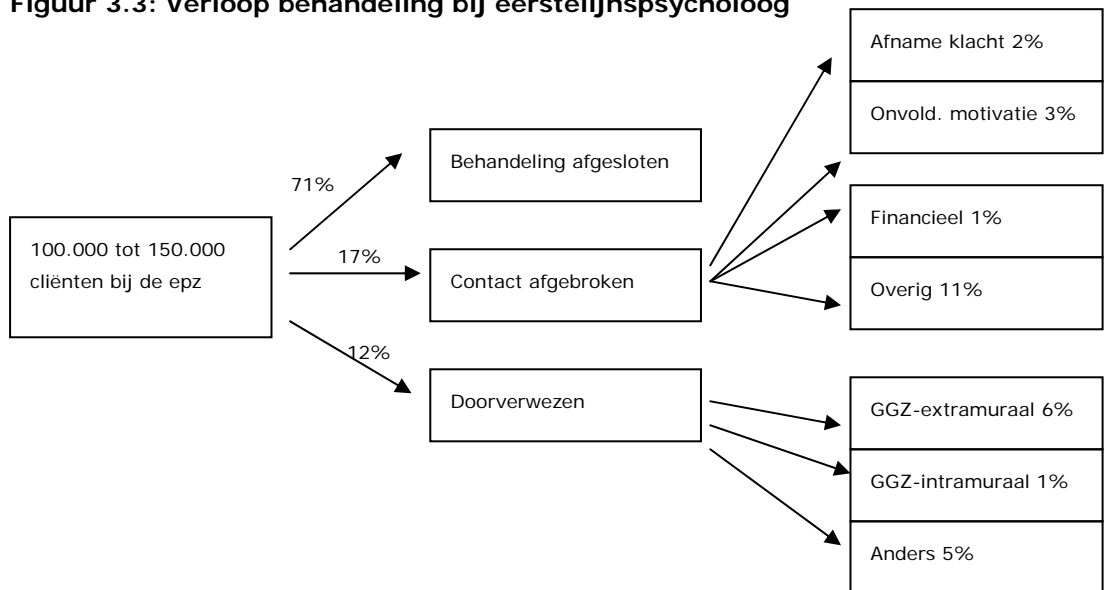 Figuur 3.3: Verloop behandeling bij eerstelijnspsycholoog
100.000 tot 150.000
cliënten bij de epz
71%
17%
12%
Behandeling afgesloten
Contact afgebroken
Doorverwezen
Afname klacht 2%
Onvold. motivatie 3%
Financieel 1%
Overig 11%
GGZ-extramuraal 6%
GGZ-intramuraal 1%
Anders 5%